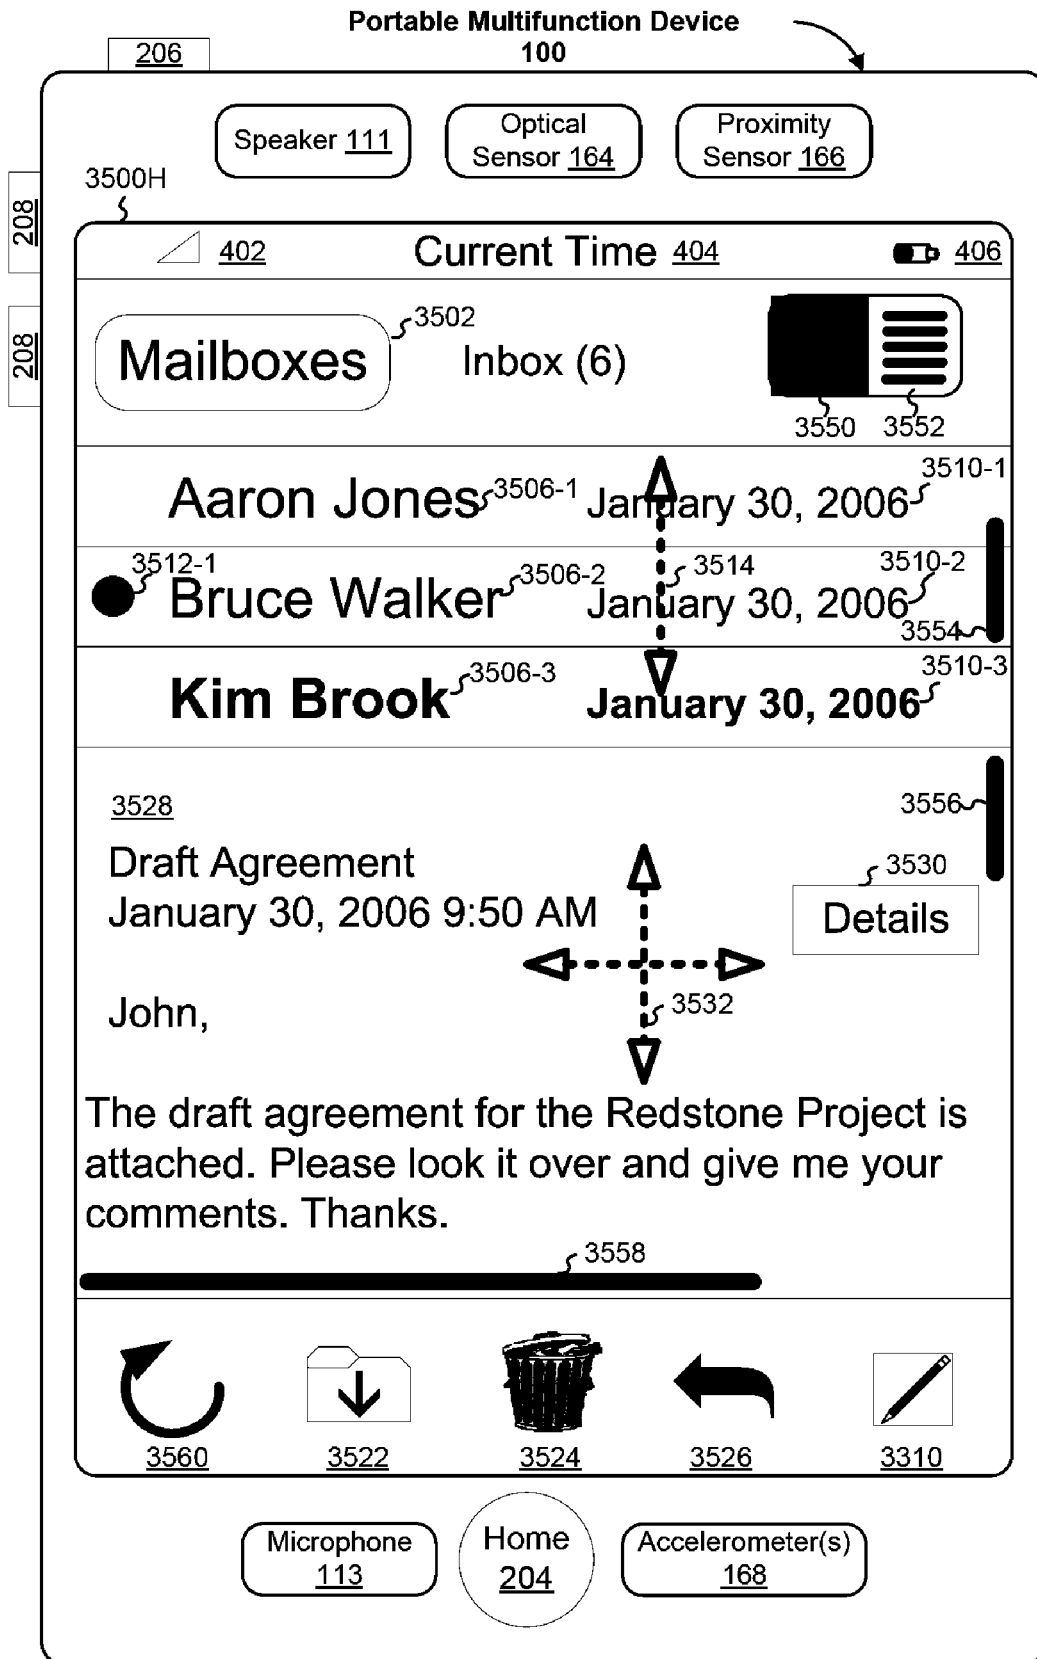 Portable Multifunction Device
100
206
Speaker 111
Optical
Sensor 164
Proximity
Sensor 166
3500H
208
208
402
Current Time 404
406
Mailboxes
3502
Inbox (6)
3550
3552
Aaron Jones
3506-1
January 30, 2006
3510-1
3512-1
Bruce Walker
3506-2
January 30, 2006
3514
3510-2
3554
Kim Brook
3506-3
January 30, 2006
3510-3
3528
3556
Draft Agreement
3530
January 30, 2006 9:50 AM
Details
John,
3532
The draft agreement for the Redstone Project is
attached. Please look it over and give me your
comments. Thanks.
3558
3560
3522
3524
3526
3310
Microphone
113
Home
204
Accelerometer(s)
168